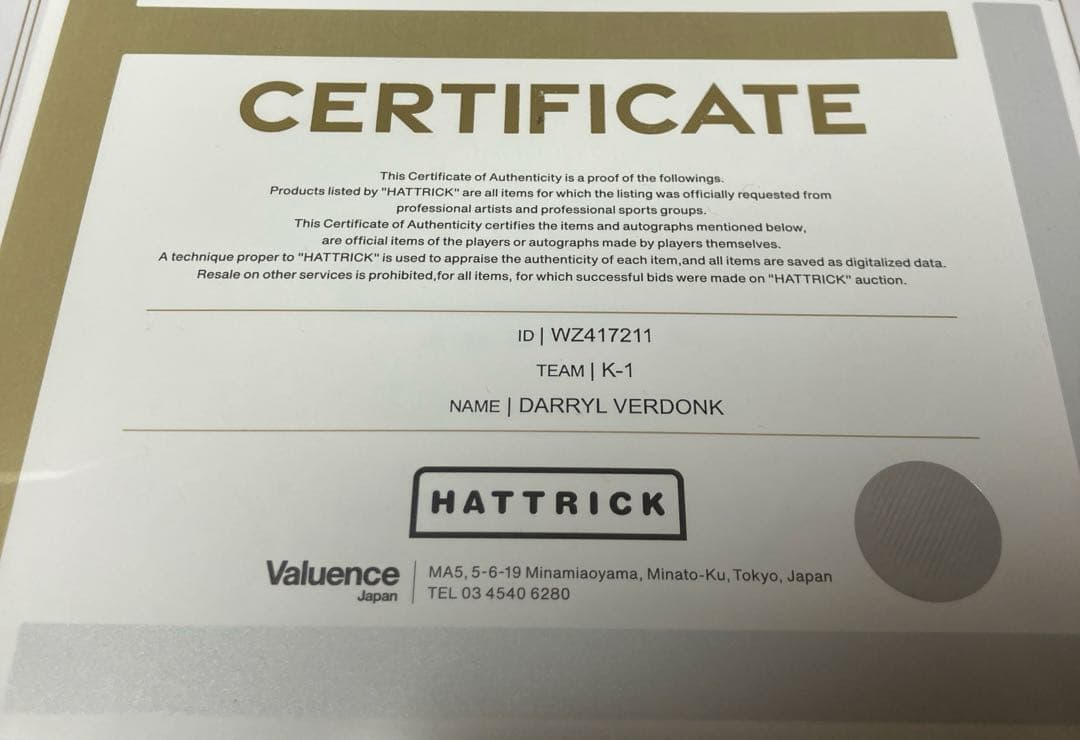 CERTIFICATE
This Certificate of Authenticity is a proof of the followings.
Products listed by "HATTRICK" are all items for which the listing was officially requested from
professional artists and professional sports groups.
This Certificate of Authenticity certifies the items and autographs mentioned below,
are official items of the players or autographs made by players themselves.
A technique proper to "HATTRICK" is used to appraise the authenticity of each item,and all items are saved as digitalized data.
Resale on other services is prohibited,for all items, for which successful bids were made on "HATTRICK" auction.
ID | WZ417211
TEAM | K-1
NAME | DARRYL VERDONK
HATTRICK
Valuence
Japan
MA5, 5-6-19 Minamiaoyama, Minato-Ku, Tokyo, Japan
TEL 03 4540 6280